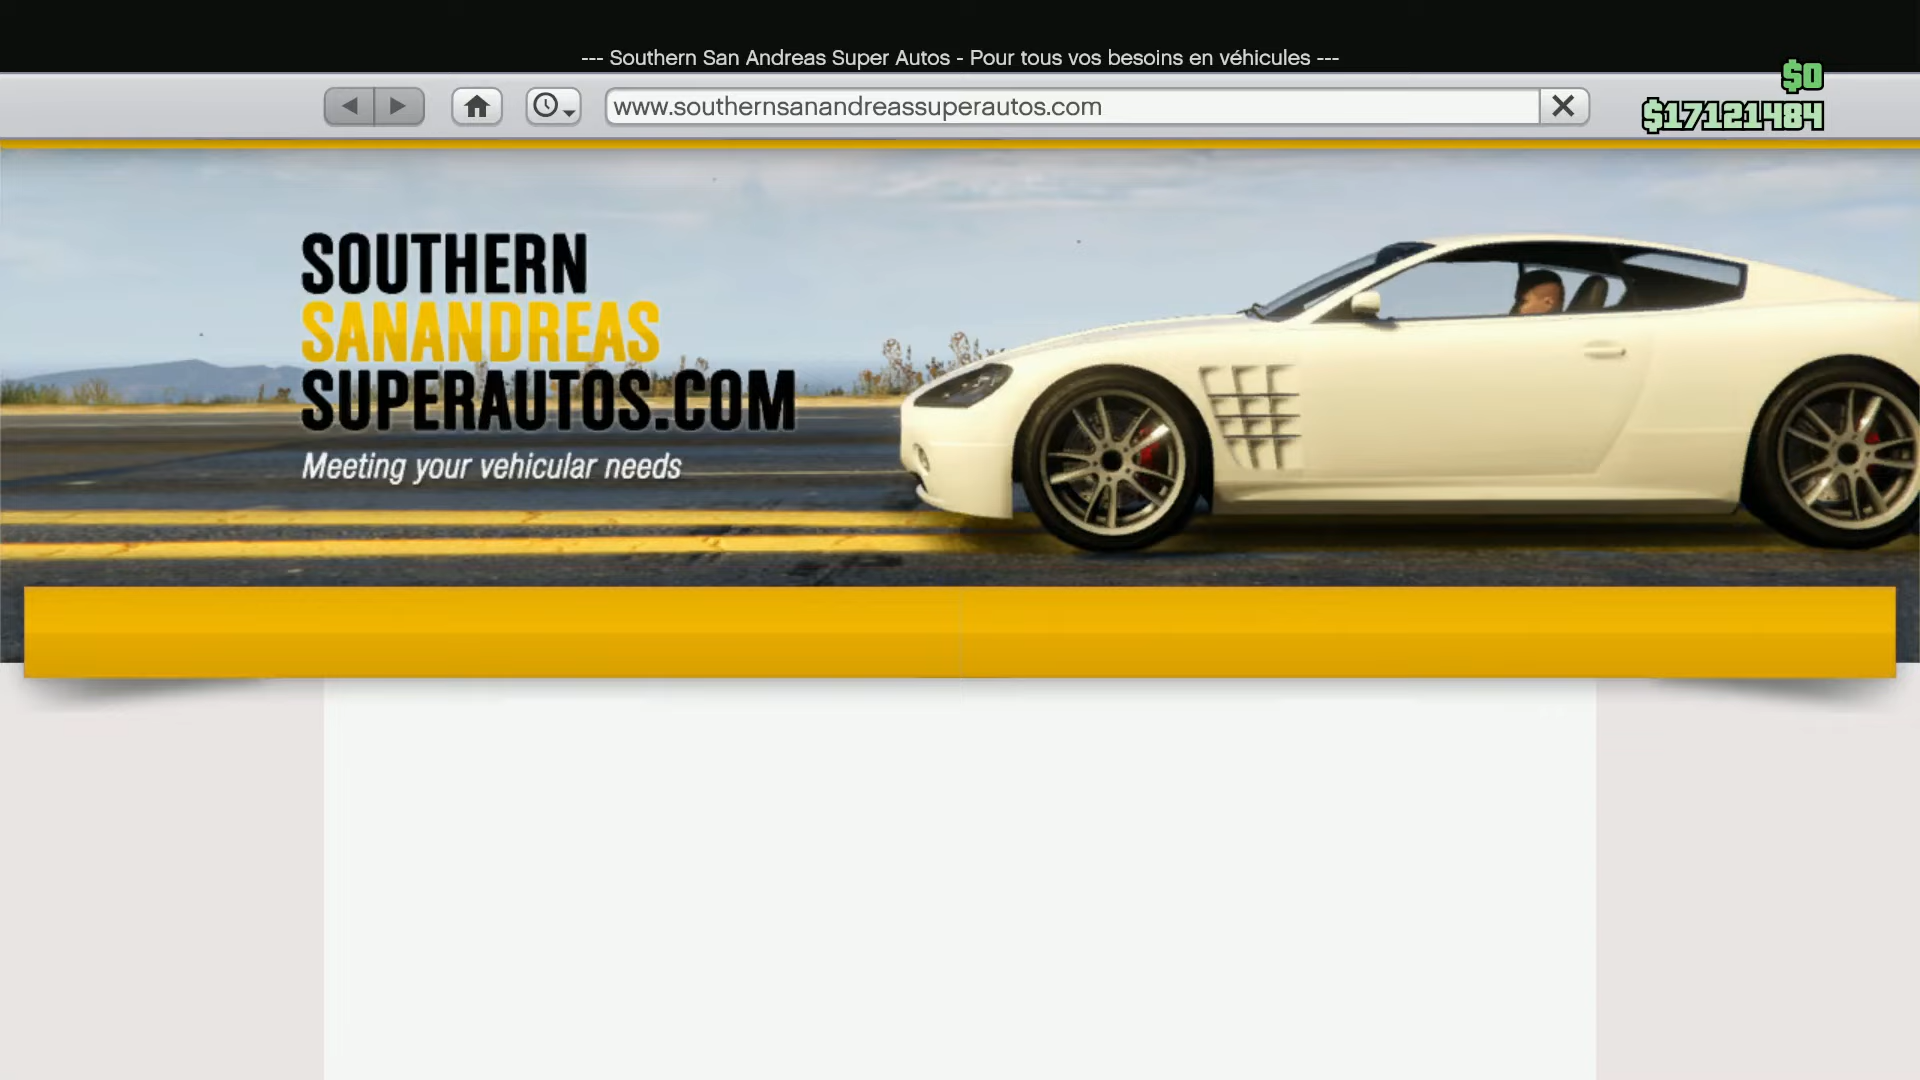 --- Southern San Andreas Super Autos - Pour tous vos besoins en véhicules ---
$0
www.southernsanandreassuperautos.com
$17121484
SOUTHERN
SANANDREAS
SUPERAUTOS.COM
Meeting your vehicular needs